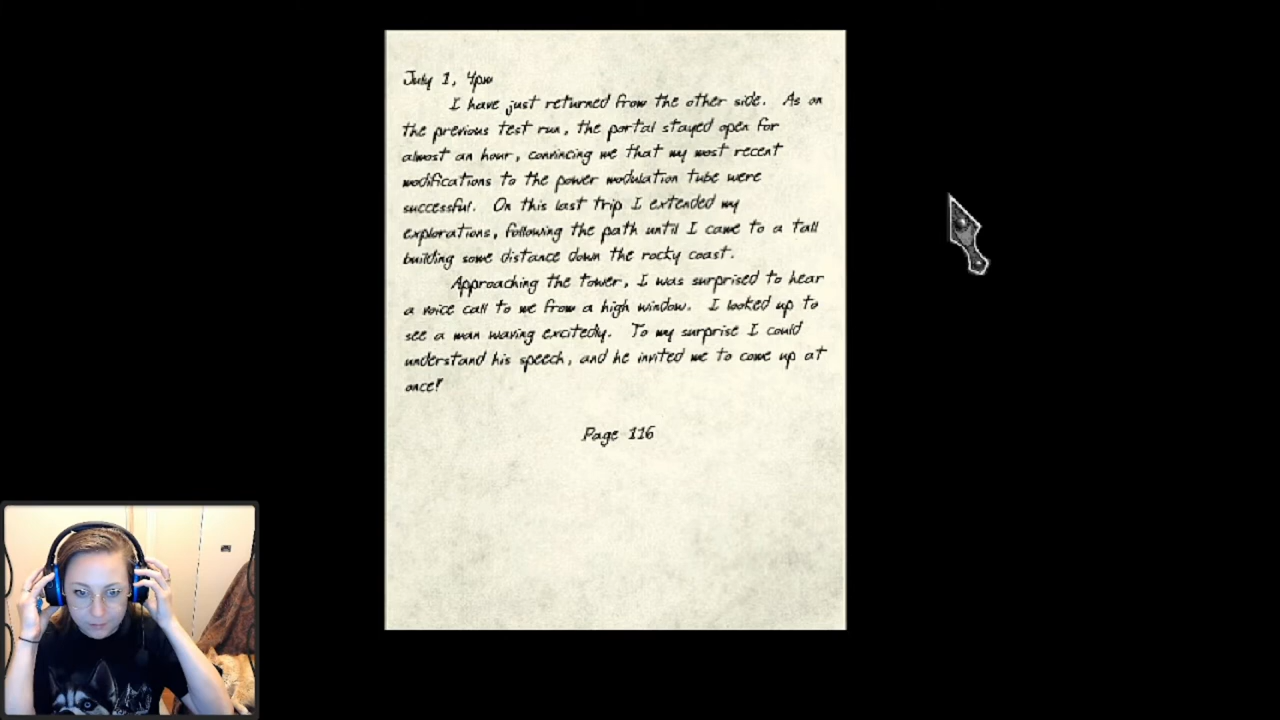 July 1, 4pm
I have just returned from the other side. As on
the previous test run, the portal stayed open for
almost an hour, convincing me that my most recent
modifications to the power modulation tube were
successful. On this last trip I extended my
explorations, following the path until I came to a tall
building some distance down the rocky coast.
Approaching the tower, I was surprised to hear
a voice call to me from a high window. I looked up to
see a man waving excitedly. To my surprise I could
understand his speech, and he invited me to come up at
once!
Page 116